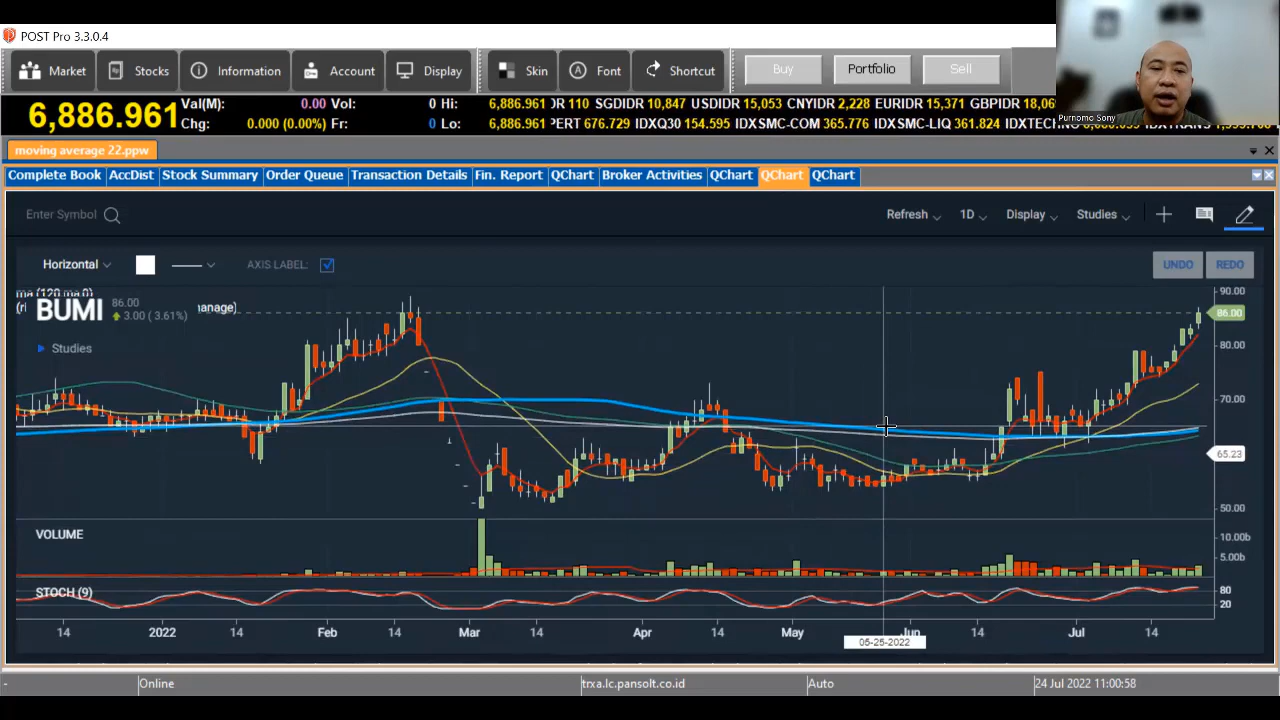 POST Pro 3.3.0.4
Market Stocks Information Account Display Skin Font Shortcut Buy Portfolio Sell
Purnomo Sony
6,886.961
Val(M): 0.00 Vol: 0 Hi: 6,886.961 DR 110 SGDIDR 10,847 USDIDR 15,053 CNYIDR 2,228 EURIDR 15,371 GBPIDR
Chg: 0.000 (0.00%) Fr: 0 Lo: 6,886.961 PERT 676.729 IDXQ30 154.595 IDXSMC-COM 365.776 IDXSMC-LIQ 361.824
moving average 22.ppw
Complete Book AccDist Stock Summary Order Queue Transaction Details Fin. Report QChart Broker Activities QChart QChart QChart
Enter Symbol Refresh 1D Display Studies
Horizontal AXIS LABEL: UNDO REDO
anage)
BUMI
86.00
3.00 ( 3.61%)
Studies
90.00
86.00
80.00
70.00
65.23
50.00
VOLUME
10.00b
5.00b
STOCH (9)
80
20
14 2022 14 Feb 14 Mar 14 Apr 14 May Jun 14 Jul 14
05-25-2022
- Online trxa.lc.pansolt.co.id Auto 24 Jul 2022 11:00:58